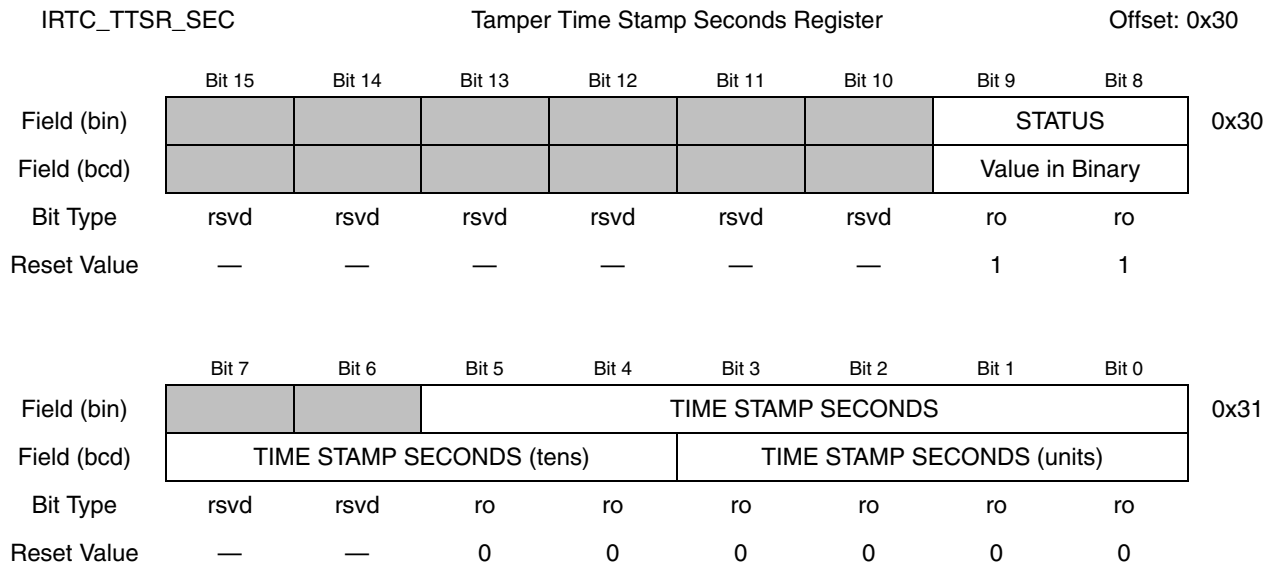 IRTC_TTSR_SEC Tamper Time Stamp Seconds Register Offset: 0x30
Bit 15 Bit 14 Bit 13 Bit 12 Bit 11 Bit 10 Bit 9 Bit 8
Field (bin) STATUS 0x30
Field (bcd) Value in Binary
Bit Type rsvd rsvd rsvd rsvd rsvd rsvd ro ro
Reset Value — — — — — — 1 1
Bit 7 Bit 6 Bit 5 Bit 4 Bit 3 Bit 2 Bit 1 Bit 0
Field (bin) TIME STAMP SECONDS 0x31
Field (bcd) TIME STAMP SECONDS (tens) TIME STAMP SECONDS (units)
Bit Type rsvd rsvd ro ro ro ro ro ro
Reset Value — — 0 0 0 0 0 0